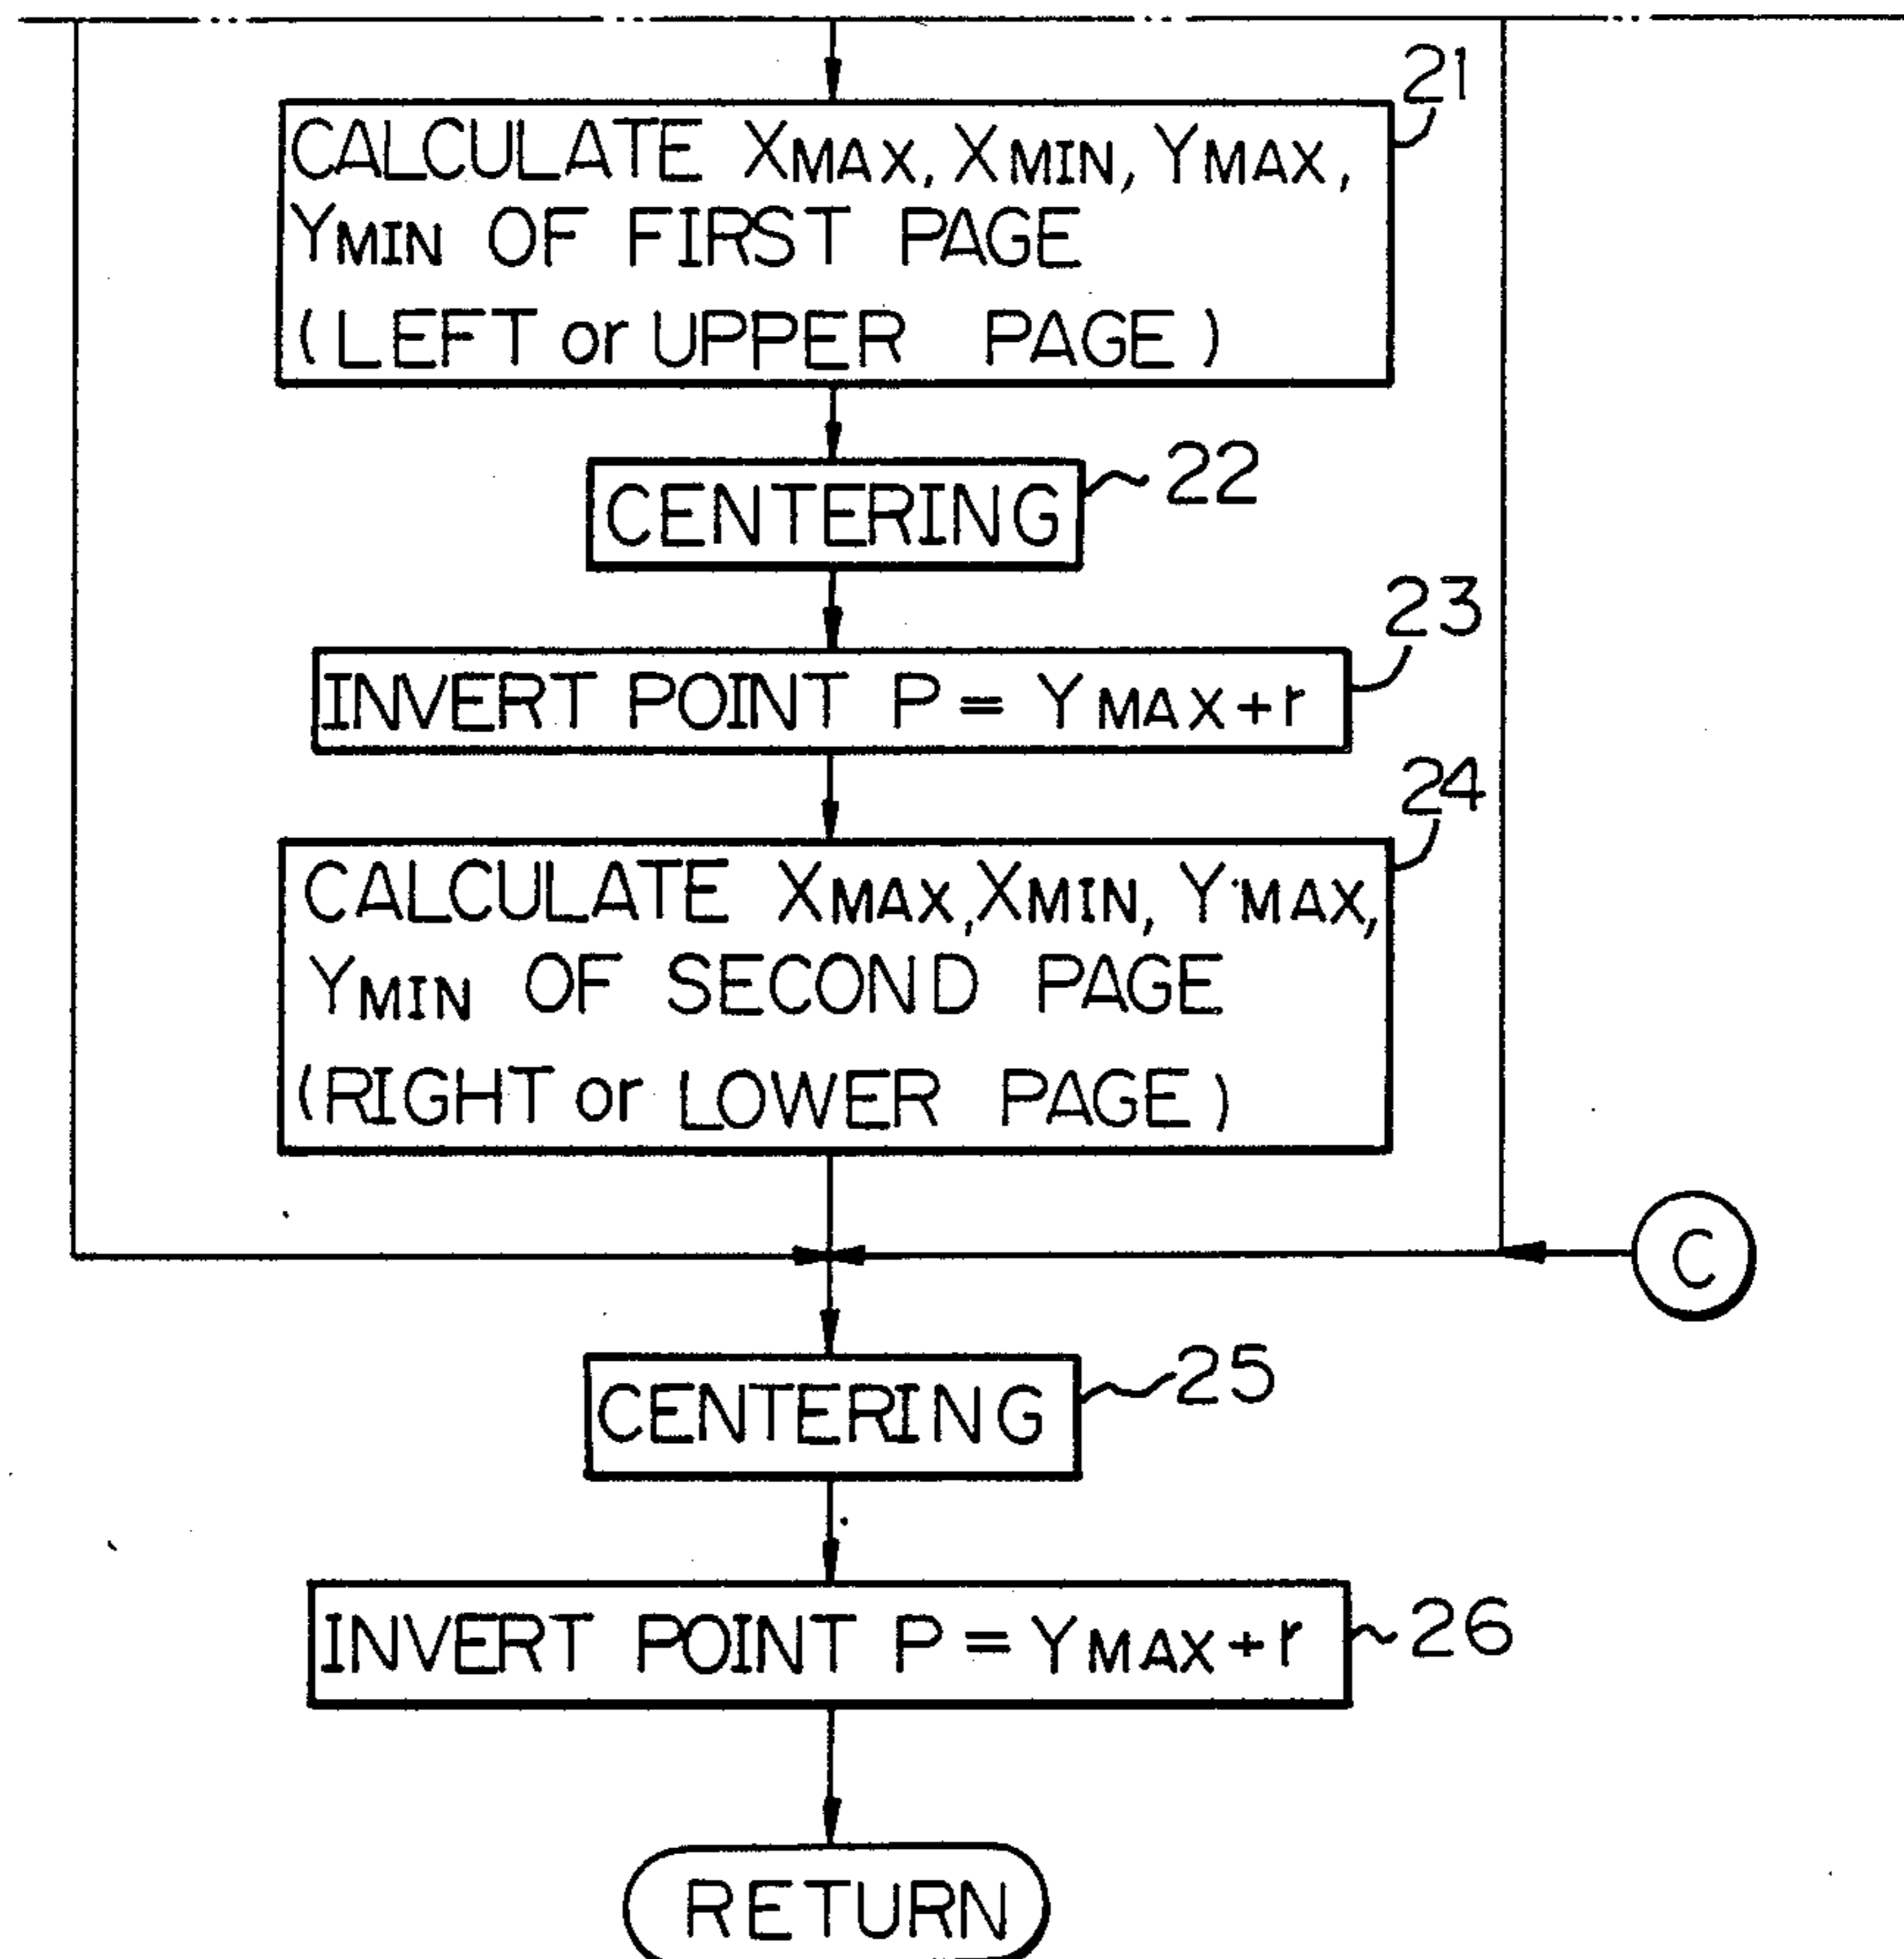 21
CALCULATE XMAX, XMIN, YMAX,
YMIN OF FIRST PAGE
(LEFT or UPPER PAGE)
22
CENTERING
23
INVERT POINT P = YMAX+r
24
CALCULATE XMAX, XMIN, YMAX,
YMIN OF SECOND PAGE
(RIGHT or LOWER PAGE)
C
25
CENTERING
INVERT POINT P = YMAX+r
26
RETURN